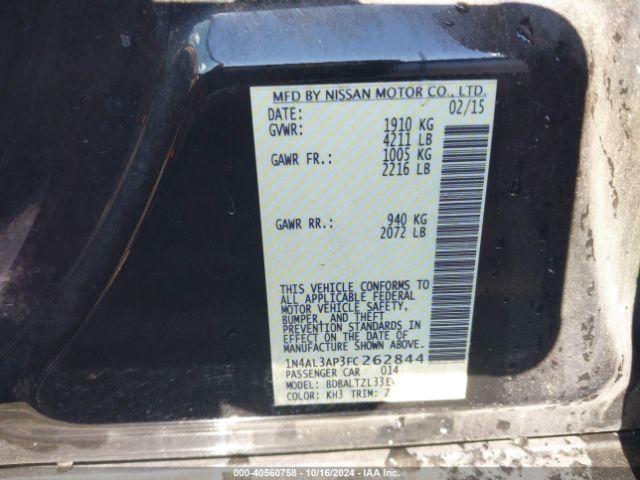 MFD BY NISSAN MOTOR CO., LTD.
DATE: 02/15
GVWR: 1910 KG
4211 LB
GAWR FR.: 1005 KG
2216 LB
GAWR RR.: 940 KG
2072 LB
THIS VEHICLE CONFORMS TO
ALL APPLICABLE FEDERAL
MOTOR VEHICLE SAFETY,
BUMPER, AND THEFT
PREVENTION STANDARDS IN
EFFECT ON THE DATE OF
MANUFACTURE SHOWN ABOVE.
1N4AL3AP3FC262844
PASSENGER CAR 014
MODEL: BDBALTZL33E
COLOR: KH3 TRIM:
000-40560758 - 10/16/2024 - IAA Inc.